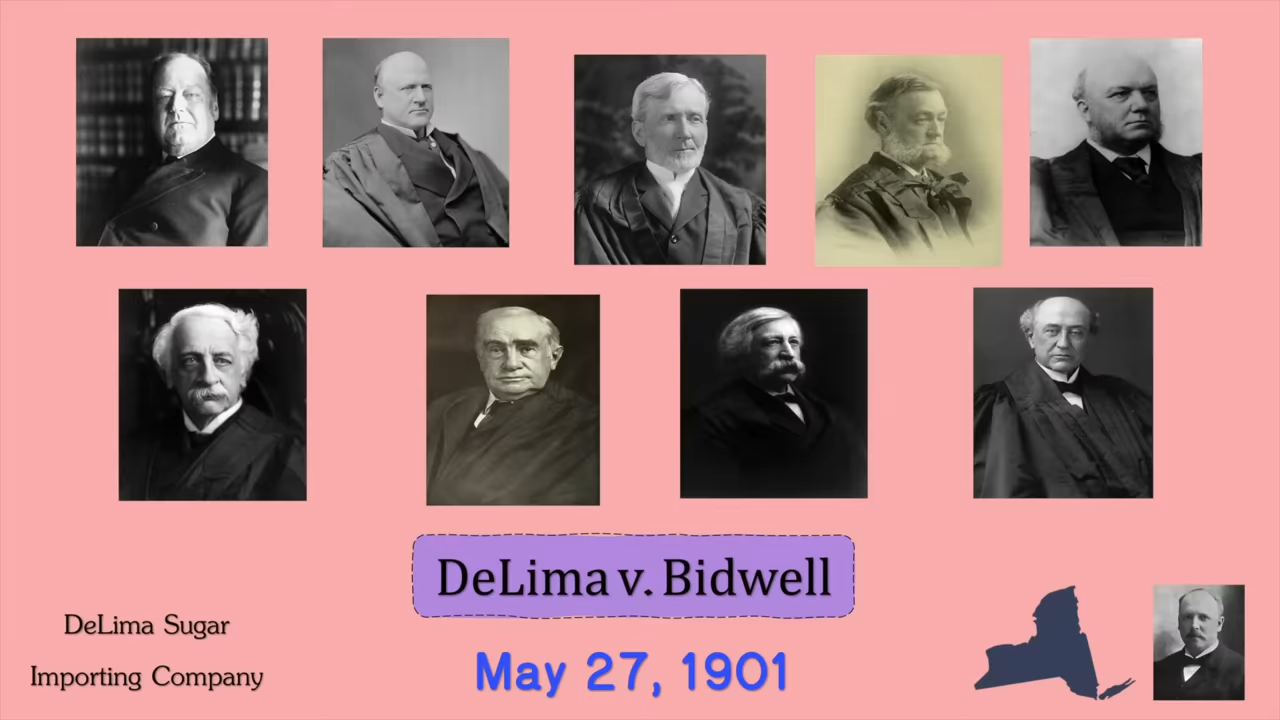 DeLima v. Bidwell
DeLima Sugar
Importing Company
May 27, 1901